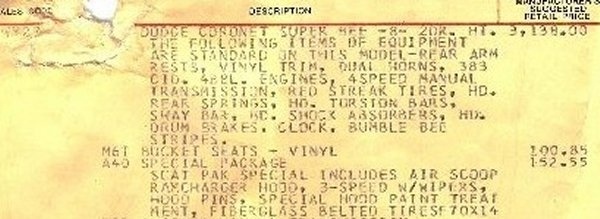 SALES CODE DESCRIPTION MANUFACTURER'S SUGGESTED RETAIL PRICE
DODGE CORONET SUPER BEE -8- 2DR. HT. 3,138.00
THE FOLLOWING ITEMS OF EQUIPMENT
ARE STANDARD ON THIS MODEL-REAR ARM
RESTS, VINYL TRIM, DUAL HORNS, 383
CID. 4BBL. ENGINES, 4SPEED MANUAL
TRANSMISSION, RED STREAK TIRES, HD.
REAR SPRINGS, HD. TORSION BARS,
SWAY BAR, HD. SHOCK ABSORBERS, HD.
DRUM BRAKES, CLOCK, BUMBLE BEE
STRIPES.
M61 BUCKET SEATS - VINYL 100.85
A40 SPECIAL PACKAGE 152.55
SCAT PAK SPECIAL INCLUDES AIR SCOOP
RAMCHARGER HOOD, 3-SPEED W/WIPERS,
HOOD PINS, SPECIAL HOOD PAINT TREAT
MENT, FIBERGLASS BELTED TIRESF70X14